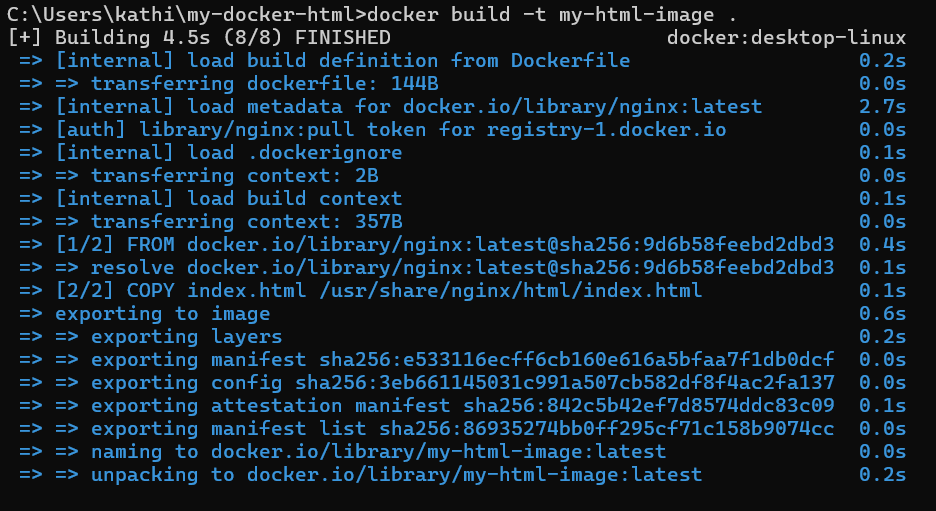 C:\Users\kathi\my-docker-html>docker build -t my-html-image .
[+] Building 4.5s (8/8) FINISHED docker:desktop-linux
=> [internal] load build definition from Dockerfile 0.2s
=> => transferring dockerfile: 144B 0.0s
=> [internal] load metadata for docker.io/library/nginx:latest 2.7s
=> [auth] library/nginx:pull token for registry-1.docker.io 0.0s
=> [internal] load .dockerignore 0.1s
=> => transferring context: 2B 0.0s
=> [internal] load build context 0.1s
=> => transferring context: 357B 0.0s
=> [1/2] FROM docker.io/library/nginx:latest@sha256:9d6b58feebd2dbd3 0.4s
=> => resolve docker.io/library/nginx:latest@sha256:9d6b58feebd2dbd3 0.1s
=> [2/2] COPY index.html /usr/share/nginx/html/index.html 0.1s
=> exporting to image 0.6s
=> => exporting layers 0.2s
=> => exporting manifest sha256:e533116ecff6cb160e616a5bfaa7f1db0dcf 0.0s
=> => exporting config sha256:3eb661145031c991a507cb582df8f4ac2fa137 0.0s
=> => exporting attestation manifest sha256:842c5b42ef7d8574ddc83c09 0.1s
=> => exporting manifest list sha256:86935274bb0ff295cf71c158b9074cc 0.0s
=> => naming to docker.io/library/my-html-image:latest 0.0s
=> => unpacking to docker.io/library/my-html-image:latest 0.2s